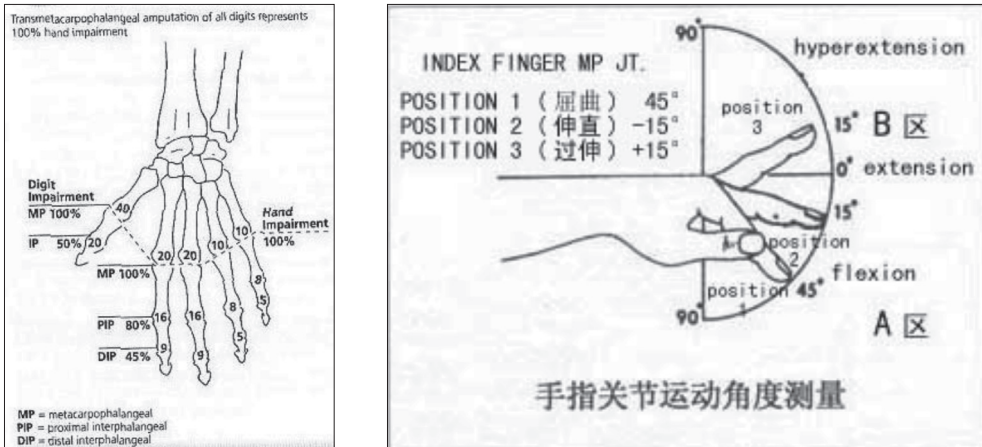 Transmetacarpophalangeal amputation of all digits represents
100% hand impairment
Digit
Impairment
MP 100%
40
IP 50%
20
Hand
Impairment
100%
10
10
20
20
MP 100%
8
5
PIP 80%
16
16
8
5
DIP 45%
9
9
MP = metacarpophalangeal
PIP = proximal interphalangeal
DIP = distal interphalangeal
INDEX FINGER MP JT.
POSITION 1 (屈曲) 45°
POSITION 2 (伸直) -15°
POSITION 3 (过伸) +15°
90°
hyperextension
position
3
15°
B区
0° extension
15°
position
2
flexion
position 45°
1
90°
A区
手指关节运动角度测量